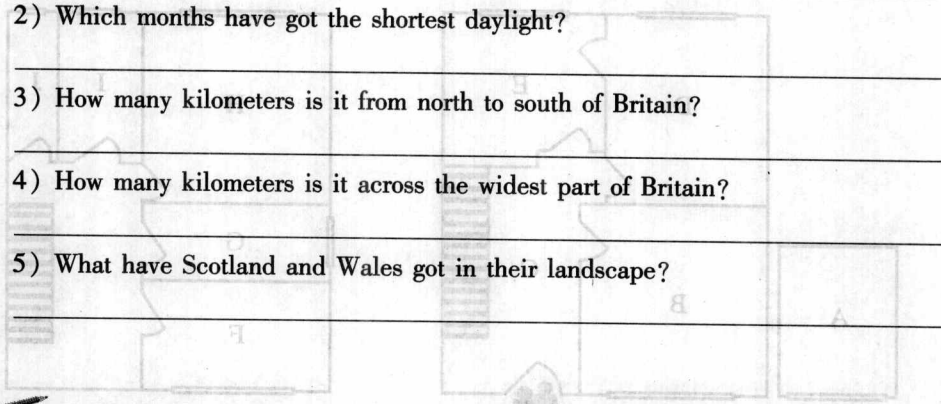 2) Which months have got the shortest daylight?
3) How many kilometers is it from north to south of Britain?
4) How many kilometers is it across the widest part of Britain?
5) What have Scotland and Wales got in their landscape?